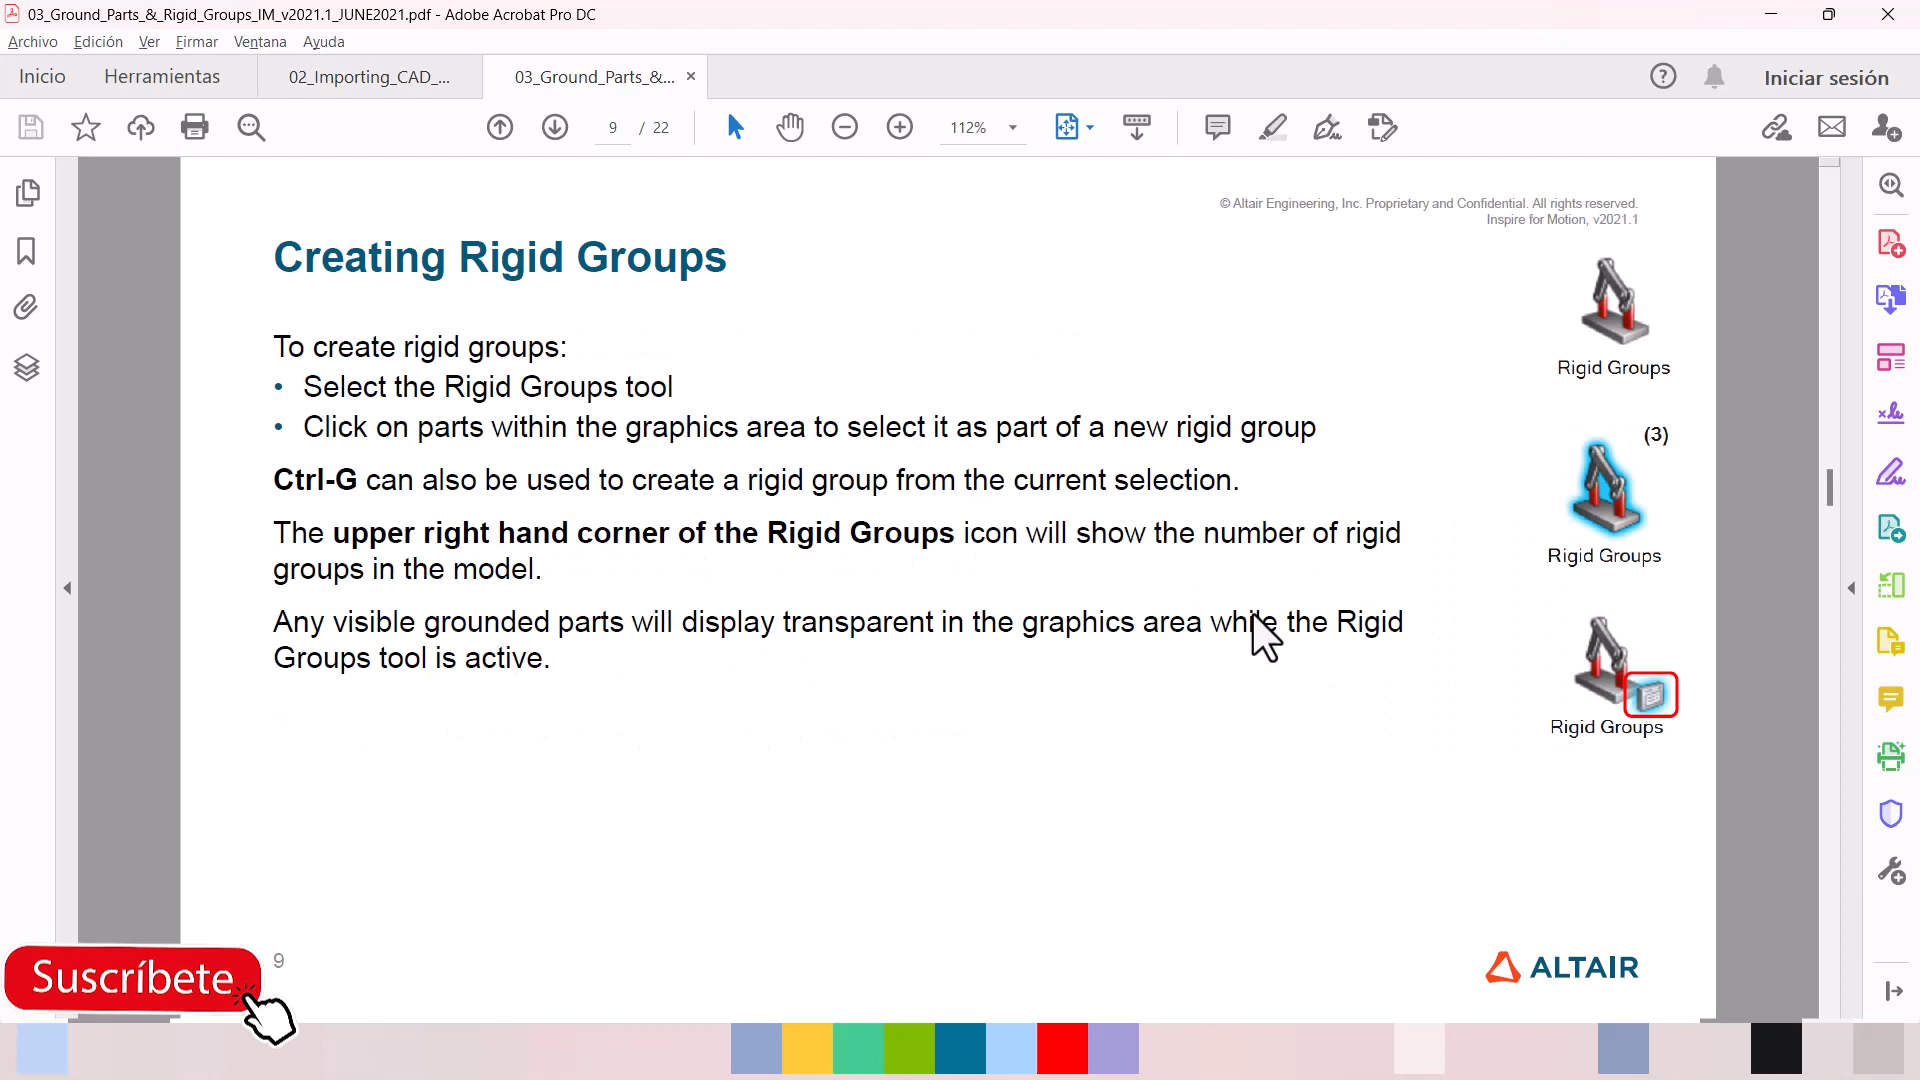 03_Ground_Parts_&_Rigid_Groups_IM_v2021.1_JUNE2021.pdf - Adobe Acrobat Pro DC
Archivo Edición Ver Firmar Ventana Ayuda
Inicio Herramientas 02_Importing_CAD_... 03_Ground_Parts_&... Iniciar sesión
9 / 22 112%
© Altair Engineering, Inc. Proprietary and Confidential. All rights reserved.
Inspire for Motion, v2021.1
Creating Rigid Groups
To create rigid groups:
• Select the Rigid Groups tool
• Click on parts within the graphics area to select it as part of a new rigid group
Ctrl-G can also be used to create a rigid group from the current selection.
The upper right hand corner of the Rigid Groups icon will show the number of rigid
groups in the model.
Any visible grounded parts will display transparent in the graphics area while the Rigid
Groups tool is active.
Rigid Groups
(3)
Rigid Groups
Rigid Groups
9
ALTAIR
Suscríbete